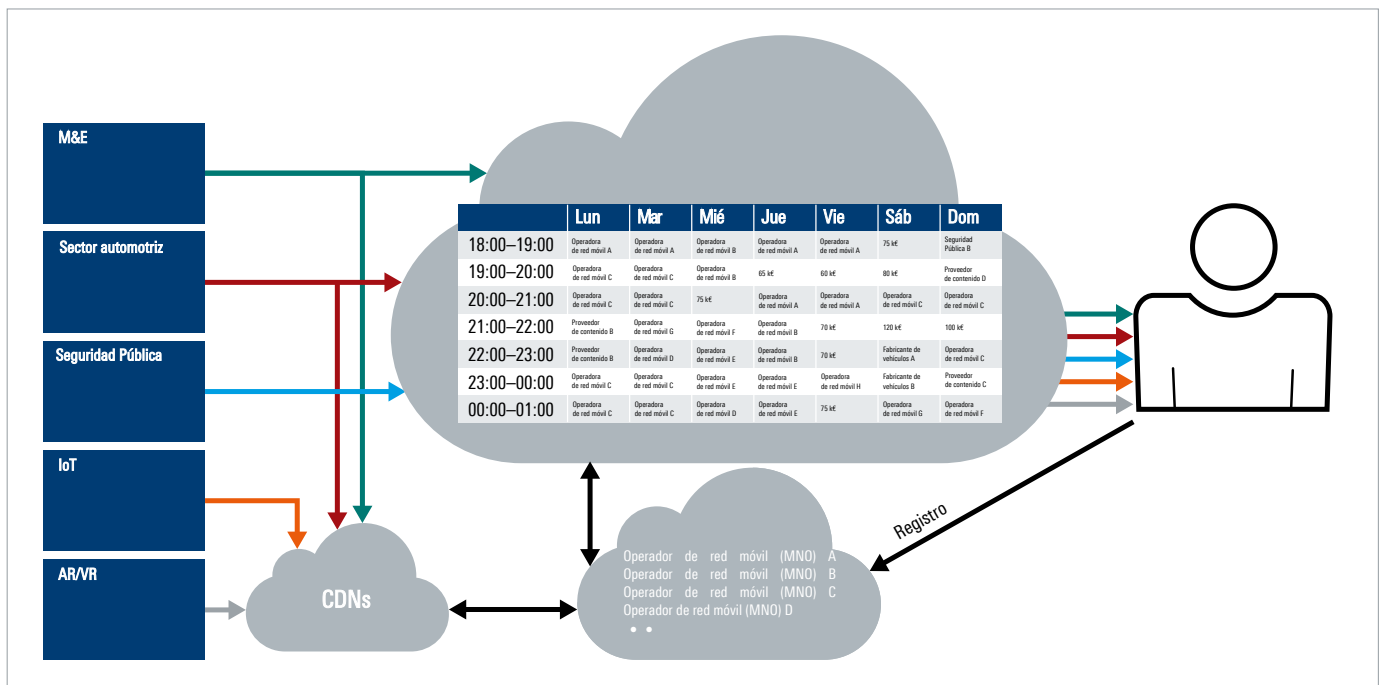 M&E
Sector automotriz
Seguridad Pública
IoT
AR/VR
Lun Mar Mié Jue Vie Sáb Dom
18:00–19:00 Operadora de red móvil A Operadora de red móvil A Operadora de red móvil B Operadora de red móvil A Operadora de red móvil A 75 k€ Seguridad Pública B
19:00–20:00 Operadora de red móvil C Operadora de red móvil C Operadora de red móvil B 65 k€ 60 k€ 80 k€ Proveedor de contenido D
20:00–21:00 Operadora de red móvil C Operadora de red móvil C 75 k€ Operadora de red móvil A Operadora de red móvil A Operadora de red móvil C Operadora de red móvil C
21:00–22:00 Proveedor de contenido B Operadora de red móvil G Operadora de red móvil F Operadora de red móvil B 70 k€ 120 k€ 100 k€
22:00–23:00 Proveedor de contenido B Operadora de red móvil D Operadora de red móvil E Operadora de red móvil B 70 k€ Fabricante de vehículos A Operadora de red móvil C
23:00–00:00 Operadora de red móvil C Operadora de red móvil C Operadora de red móvil E Operadora de red móvil E Operadora de red móvil H Fabricante de vehículos B Proveedor de contenido C
00:00–01:00 Operadora de red móvil C Operadora de red móvil C Operadora de red móvil D Operadora de red móvil E 75 k€ Operadora de red móvil G Operadora de red móvil F
Registro
CDNs
Operador de red móvil (MNO) A
Operador de red móvil (MNO) B
Operador de red móvil (MNO) C
Operador de red móvil (MNO) D
• •